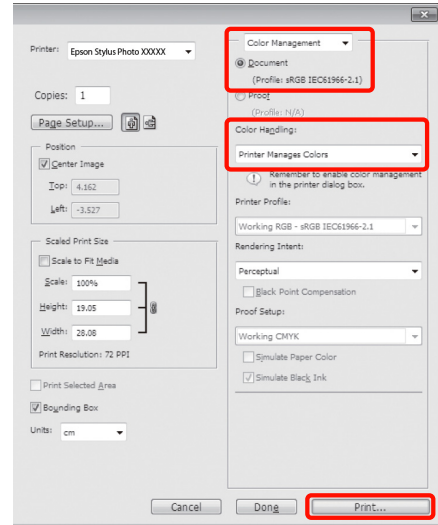 Printer: Epson Stylus Photo XXXXX
Copies: 1
Page Setup...
Position
Center Image
Top: 4.162
Left: -3.527
Scaled Print Size
Scale to Fit Media
Scale: 100%
Height: 19.05
Width: 28.08
Print Resolution: 72 PPI
Print Selected Area
Bounding Box
Units: cm
Color Management
Document
(Profile: sRGB IEC61966-2.1)
Proof
(Profile: N/A)
Color Handling:
Printer Manages Colors
Remember to enable color management
in the printer dialog box.
Printer Profile:
Working RGB - sRGB IEC61966-2.1
Rendering Intent:
Perceptual
Black Point Compensation
Proof Setup:
Working CMYK
Simulate Paper Color
Simulate Black Ink
Cancel
Done
Print...